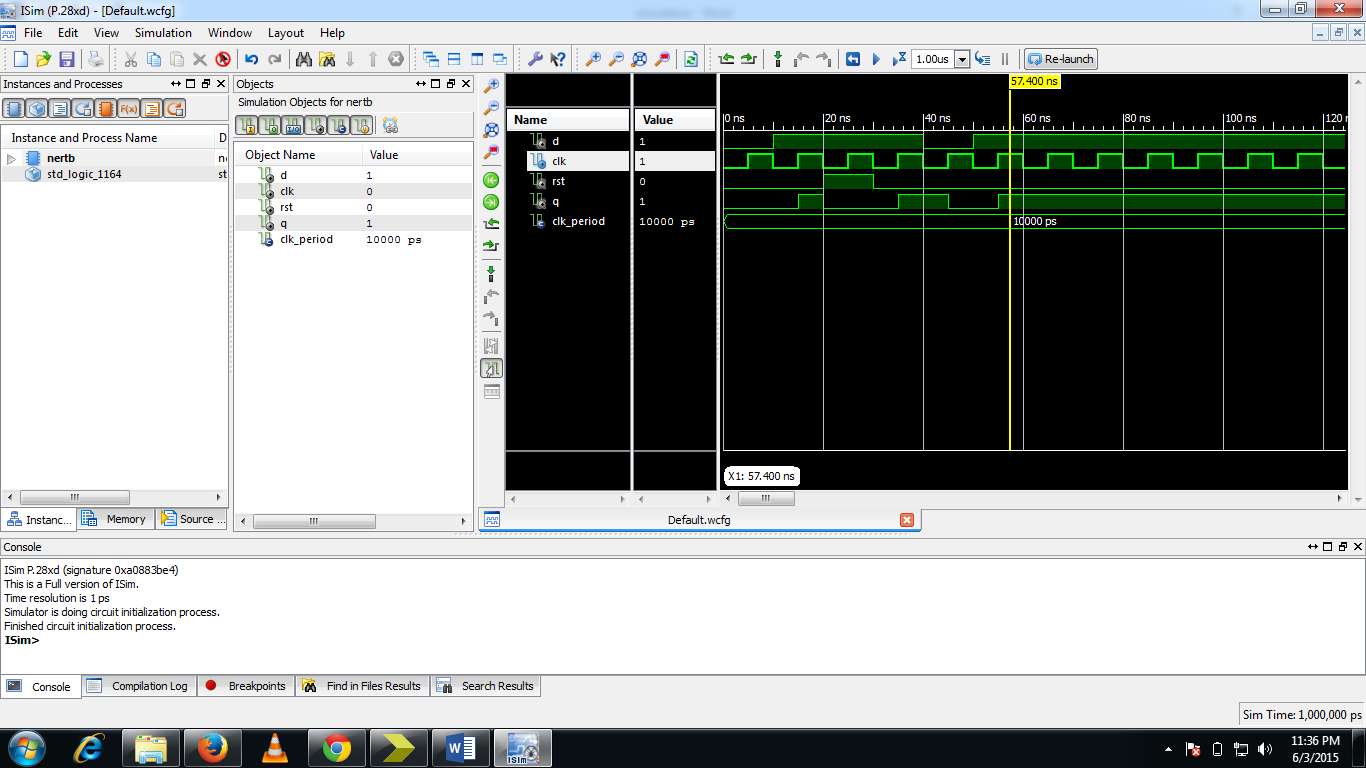 ISim (P.28xd) - [Default.wcfg]
File Edit View Simulation Window Layout Help
1.00us
Re-launch
Instances and Processes
Instance and Process Name D
nertb n
std_logic_1164 st
Instanc... Memory Source ...
Objects
Simulation Objects for nertb
F(x)
Object Name Value
d 1
clk 0
rst 0
q 1
clk_period 10000 ps
Name Value
d 1
clk 1
rst 0
q 1
clk_period 10000 ps
57.400 ns
0 ns 20 ns 40 ns 60 ns 80 ns 100 ns 120 n
10000 ps
X1: 57.400 ns
Default.wcfg
Console
ISim P.28xd (signature 0xa0883be4)
This is a Full version of ISim.
Time resolution is 1 ps
Simulator is doing circuit initialization process.
Finished circuit initialization process.
ISim>
Console Compilation Log Breakpoints Find in Files Results Search Results
Sim Time: 1,000,000 ps
ISim
11:36 PM
6/3/2015